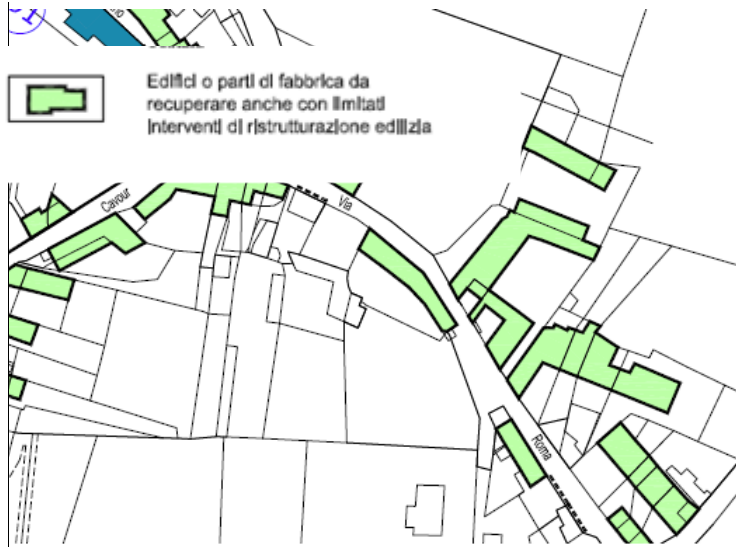 Edifici o parti di fabbrica da
recuperare anche con limitati
interventi di ristrutturazione edilizia
Cavour
Via
Roma